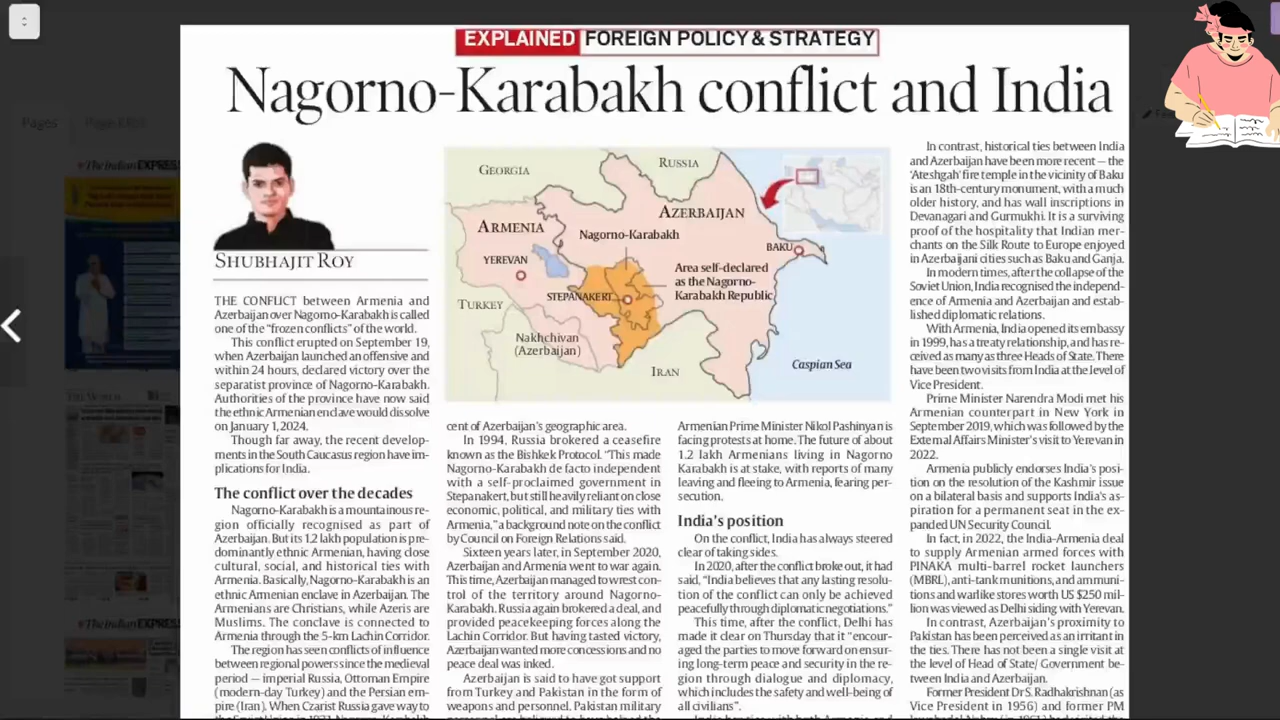 EXPLAINED FOREIGN POLICY & STRATEGY
Nagorno-Karabakh conflict and India
SHUBHAJIT ROY
THE CONFLICT between Armenia and
Azerbaijan over Nagorno-Karabakh is called
one of the "frozen conflicts" of the world.
This conflict erupted on September 19,
when Azerbaijan launched an offensive and
within 24 hours, declared victory over the
separatist province of Nagorno-Karabakh.
Authorities of the province have now said
the ethnic Armenian enclave would dissolve
on January 1, 2024.
Though far away, the recent develop-
ments in the South Caucasus region have im-
plications for India.
The conflict over the decades
Nagorno-Karabakh is a mountainous re-
gion officially recognised as part of
Azerbaijan. But its 1.2 lakh population is pre-
dominantly ethnic Armenian, having close
cultural, social, and historical ties with
Armenia. Basically, Nagorno-Karabakh is an
ethnic Armenian enclave in Azerbaijan. The
Armenians are Christians, while Azeris are
Muslims. The conclave is connected to
Armenia through the 5-km Lachin Corridor.
The region has seen conflicts of influence
between regional powers since the medieval
period — imperial Russia, Ottoman Empire
(modern-day Turkey) and the Persian em-
pire (Iran). When Czarist Russia gave way to
GEORGIA
RUSSIA
ARMENIA
AZERBAIJAN
Nagorno-Karabakh
YEREVAN
BAKU
Area self-declared
as the Nagorno-
Karabakh Republic
STEPANAKERT
TURKEY
Nakhchivan
(Azerbaijan)
IRAN
Caspian Sea
cent of Azerbaijan's geographic area.
In 1994, Russia brokered a ceasefire
known as the Bishkek Protocol. "This made
Nagorno-Karabakh de facto independent
with a self-proclaimed government in
Stepanakert, but still heavily reliant on close
economic, political, and military ties with
Armenia," a background note on the conflict
by Council on Foreign Relations said.
Sixteen years later, in September 2020,
Azerbaijan and Armenia went to war again.
This time, Azerbaijan managed to wrest con-
trol of the territory around Nagorno-
Karabakh. Russia again brokered a deal, and
provided peacekeeping forces along the
Lachin Corridor. But having tasted victory,
Azerbaijan wanted more concessions and no
peace deal was inked.
Azerbaijan is said to have got support
from Turkey and Pakistan in the form of
weapons and personnel. Pakistan military
Armenian Prime Minister Nikol Pashinyan is
facing protests at home. The future of about
1.2 lakh Armenians living in Nagorno
Karabakh is at stake, with reports of many
leaving and fleeing to Armenia, fearing per-
secution.
India's position
On the conflict, India has always steered
clear of taking sides.
In 2020, after the conflict broke out, it had
said, "India believes that any lasting resolu-
tion of the conflict can only be achieved
peacefully through diplomatic negotiations."
This time, after the conflict, Delhi has
made it clear on Thursday that it "encour-
aged the parties to move forward on ensur-
ing long-term peace and security in the re-
gion through dialogue and diplomacy,
which includes the safety and well-being of
all civilians".
In contrast, historical ties between India
and Azerbaijan have been more recent — the
'Ateshgah' fire temple in the vicinity of Baku
is an 18th-century monument, with a much
older history, and has wall inscriptions in
Devanagari and Gurmukhi. It is a surviving
proof of the hospitality that Indian mer-
chants on the Silk Route to Europe enjoyed
in Azerbaijani cities such as Baku and Ganja.
In modern times, after the collapse of the
Soviet Union, India recognised the independ-
ence of Armenia and Azerbaijan and estab-
lished diplomatic relations.
With Armenia, India opened its embassy
in 1999, has a treaty relationship, and has re-
ceived as many as three Heads of State. There
have been two visits from India at the level of
Vice President.
Prime Minister Narendra Modi met his
Armenian counterpart in New York in
September 2019, which was followed by the
External Affairs Minister's visit to Yerevan in
2022.
Armenia publicly endorses India's posi-
tion on the resolution of the Kashmir issue
on a bilateral basis and supports India's as-
piration for a permanent seat in the ex-
panded UN Security Council.
In fact, in 2022, the India-Armenia deal
to supply Armenian armed forces with
PINAKA multi-barrel rocket launchers
(MBRL), anti-tank munitions, and ammuni-
tions and warlike stores worth US $250 mil-
lion was viewed as Delhi siding with Yerevan.
In contrast, Azerbaijan's proximity to
Pakistan has been perceived as an irritant in
the ties. There has not been a single visit at
the level of Head of State/ Government be-
tween India and Azerbaijan.
Former President Dr S. Radhakrishnan (as
Vice President in 1956) and former PM
Pages
The Indian EXPRESS
THE WORLD
The Indian EXPRESS